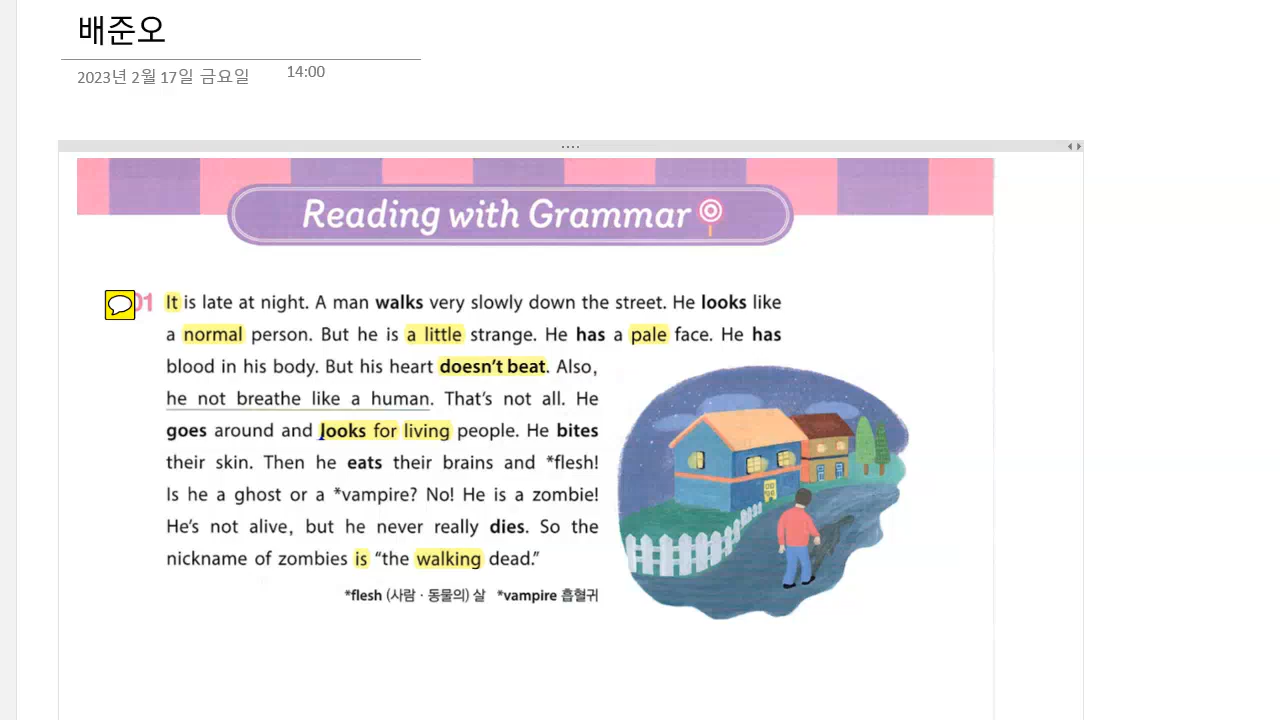 배준오
2023년 2월 17일 금요일 14:00
Reading with Grammar
01 It is late at night. A man walks very slowly down the street. He looks like
a normal person. But he is a little strange. He has a pale face. He has
blood in his body. But his heart doesn't beat. Also,
he not breathe like a human. That's not all. He
goes around and looks for living people. He bites
their skin. Then he eats their brains and *flesh!
Is he a ghost or a *vampire? No! He is a zombie!
He's not alive, but he never really dies. So the
nickname of zombies is “the walking dead.”
*flesh (사람 · 동물의) 살 *vampire 흡혈귀